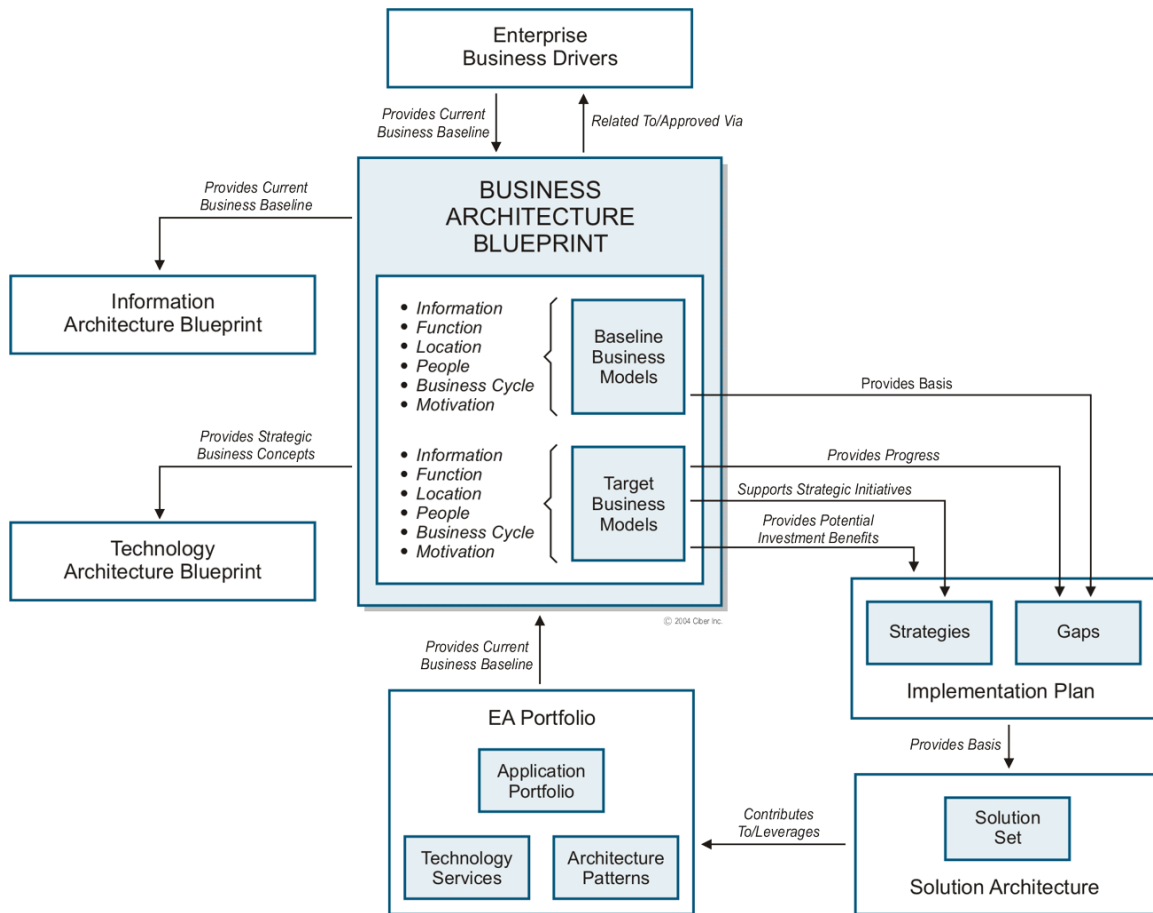 Enterprise
Business Drivers
Provides Current
Business Baseline
Related To/Approved Via
BUSINESS
ARCHITECTURE
BLUEPRINT
Provides Current
Business Baseline
Information
Architecture Blueprint
• Information
• Function
• Location
• People
• Business Cycle
• Motivation
Baseline
Business
Models
Provides Basis
Provides Strategic
Business Concepts
Technology
Architecture Blueprint
• Information
• Function
• Location
• People
• Business Cycle
• Motivation
Target
Business
Models
Provides Progress
Supports Strategic Initiatives
Provides Potential
Investment Benefits
© 2004 Ciber Inc.
Strategies
Gaps
Implementation Plan
Provides Current
Business Baseline
EA Portfolio
Application
Portfolio
Technology
Services
Architecture
Patterns
Provides Basis
Contributes
To/Leverages
Solution
Set
Solution Architecture